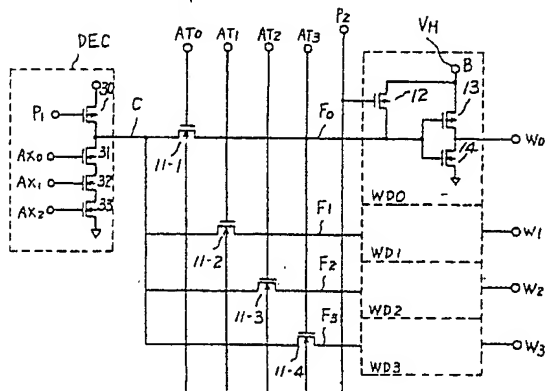 DEC
AT0 AT1 AT2 AT3 P2
VH
B
30
P1
C
12
13
F0
W0
AX0
31
11-1
14
AX1
32
AX2
33
WD0
F1
W1
11-2
WD1
F2
W2
11-3
WD2
F3
W3
11-4
WD3